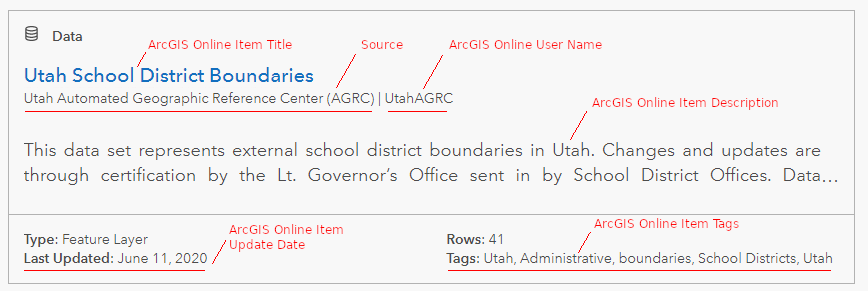 Data
ArcGIS Online Item Title
Source
ArcGIS Online User Name
Utah School District Boundaries
Utah Automated Geographic Reference Center (AGRC) | UtahAGRC
ArcGIS Online Item Description
This data set represents external school district boundaries in Utah. Changes and updates are
through certification by the Lt. Governor’s Office sent in by School District Offices. Data...
ArcGIS Online Item
Update Date
ArcGIS Online Item Tags
Type: Feature Layer
Rows: 41
Last Updated: June 11, 2020
Tags: Utah, Administrative, boundaries, School Districts, Utah